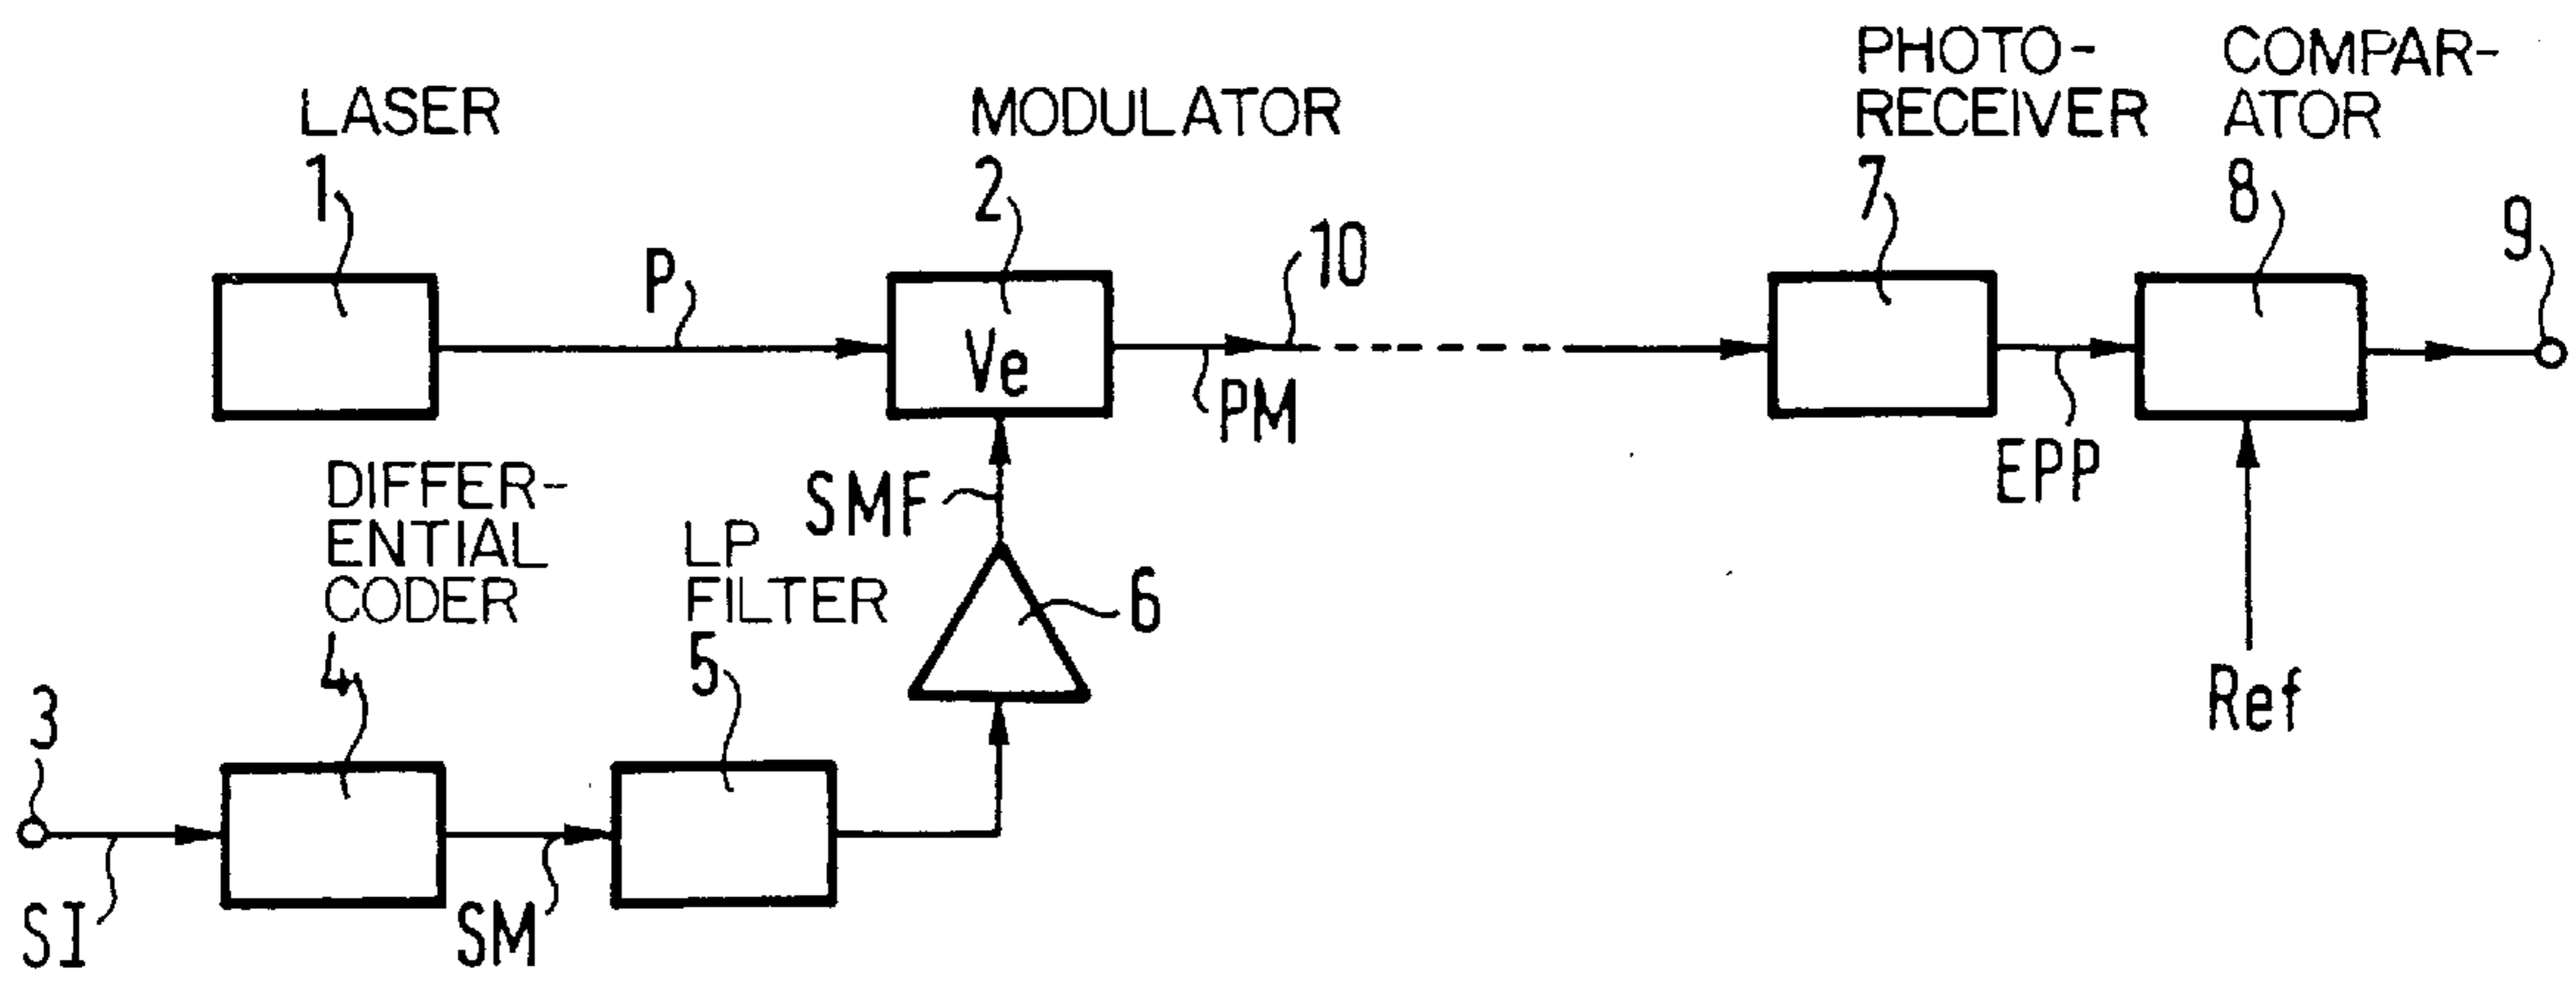 PHOTO-
RECEIVER
7
COMPAR-
ATOR
8
LASER
1
MODULATOR
2
9
P
10
Ve
PM
EPP
SMF
DIFFER-
ENTIAL
CODER
4
LP
FILTER
5
6
Ref
3
SI
SM